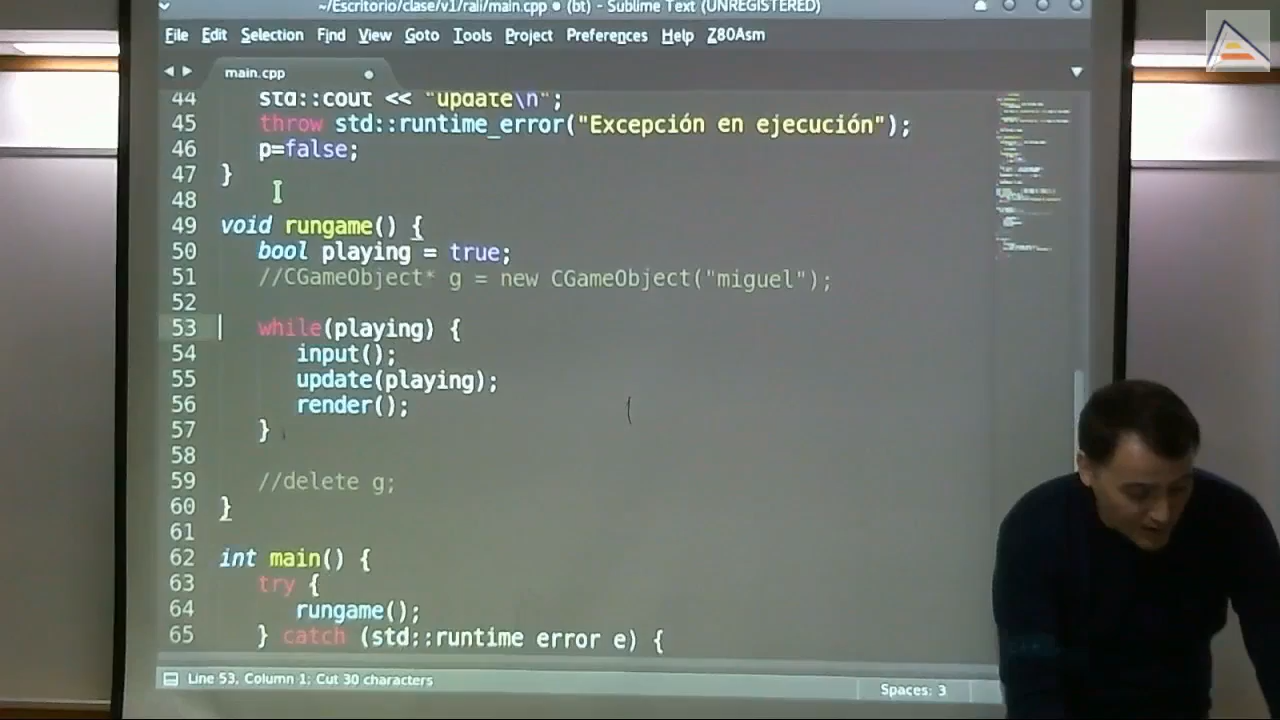 ~/Escritorio/clase/v1/rali/main.cpp • (bt) - Sublime Text (UNREGISTERED)
File Edit Selection Find View Goto Tools Project Preferences Help Z80Asm
main.cpp
44 std::cout << "update\n";
45 throw std::runtime_error("Excepción en ejecución");
46 p=false;
47 }
48
49 void rungame() {
50 bool playing = true;
51 //CGameObject* g = new CGameObject("miguel");
52
53 while(playing) {
54 input();
55 update(playing);
56 render();
57 }
58
59 //delete g;
60 }
61
62 int main() {
63 try {
64 rungame();
65 } catch (std::runtime error e) {
Line 53, Column 1; Cut 30 characters
Spaces: 3